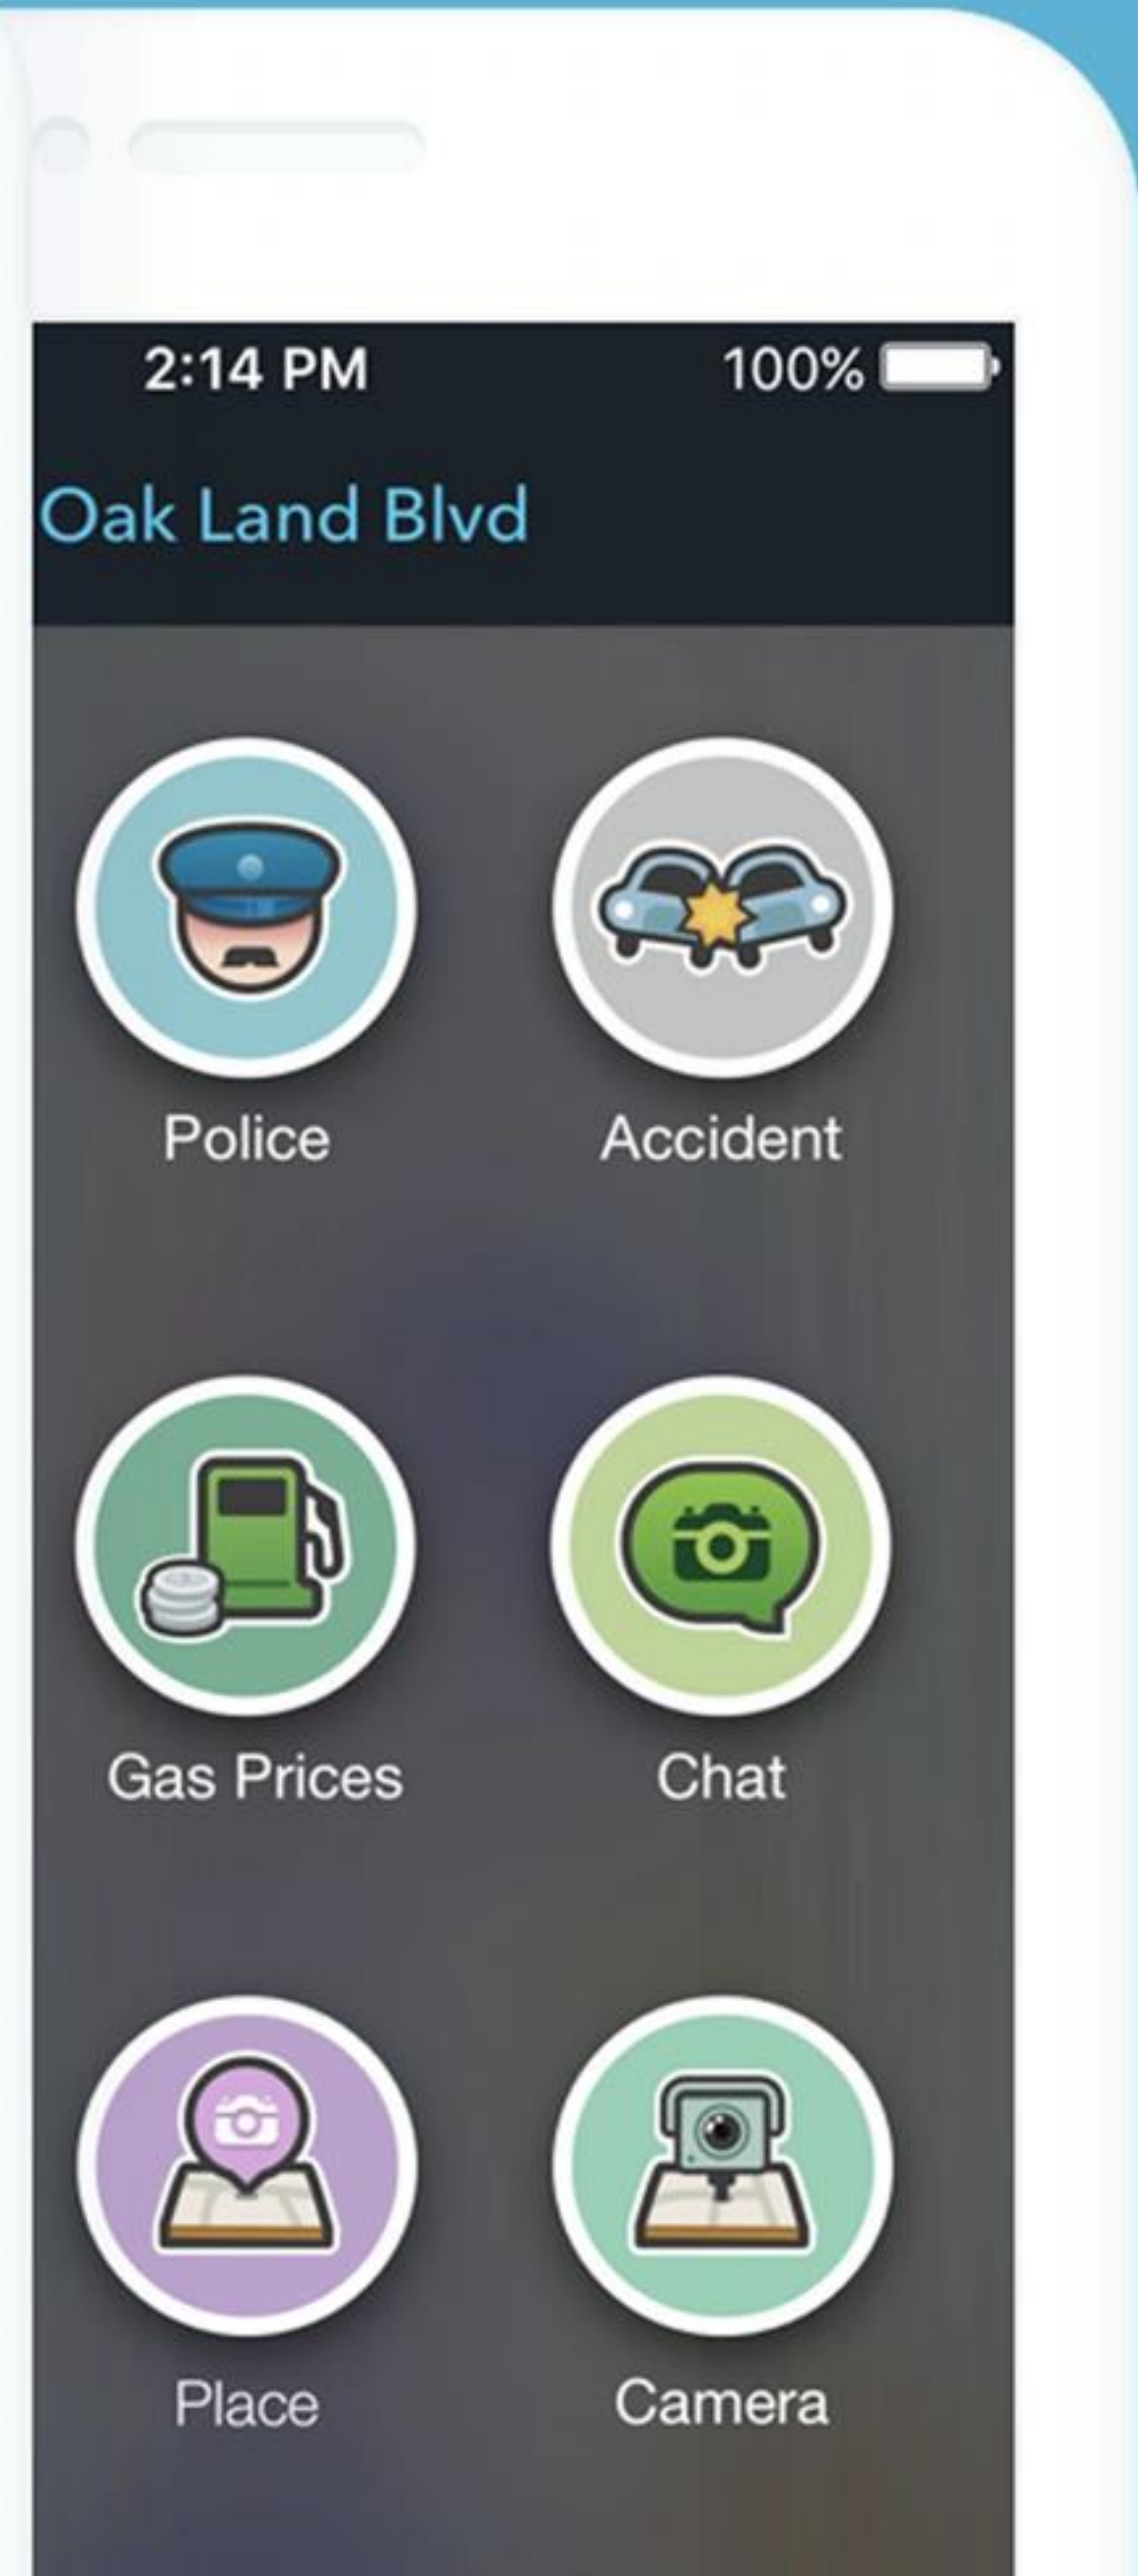 2:14 PM 100%
Oak Land Blvd
Police Accident
Gas Prices Chat
Place Camera